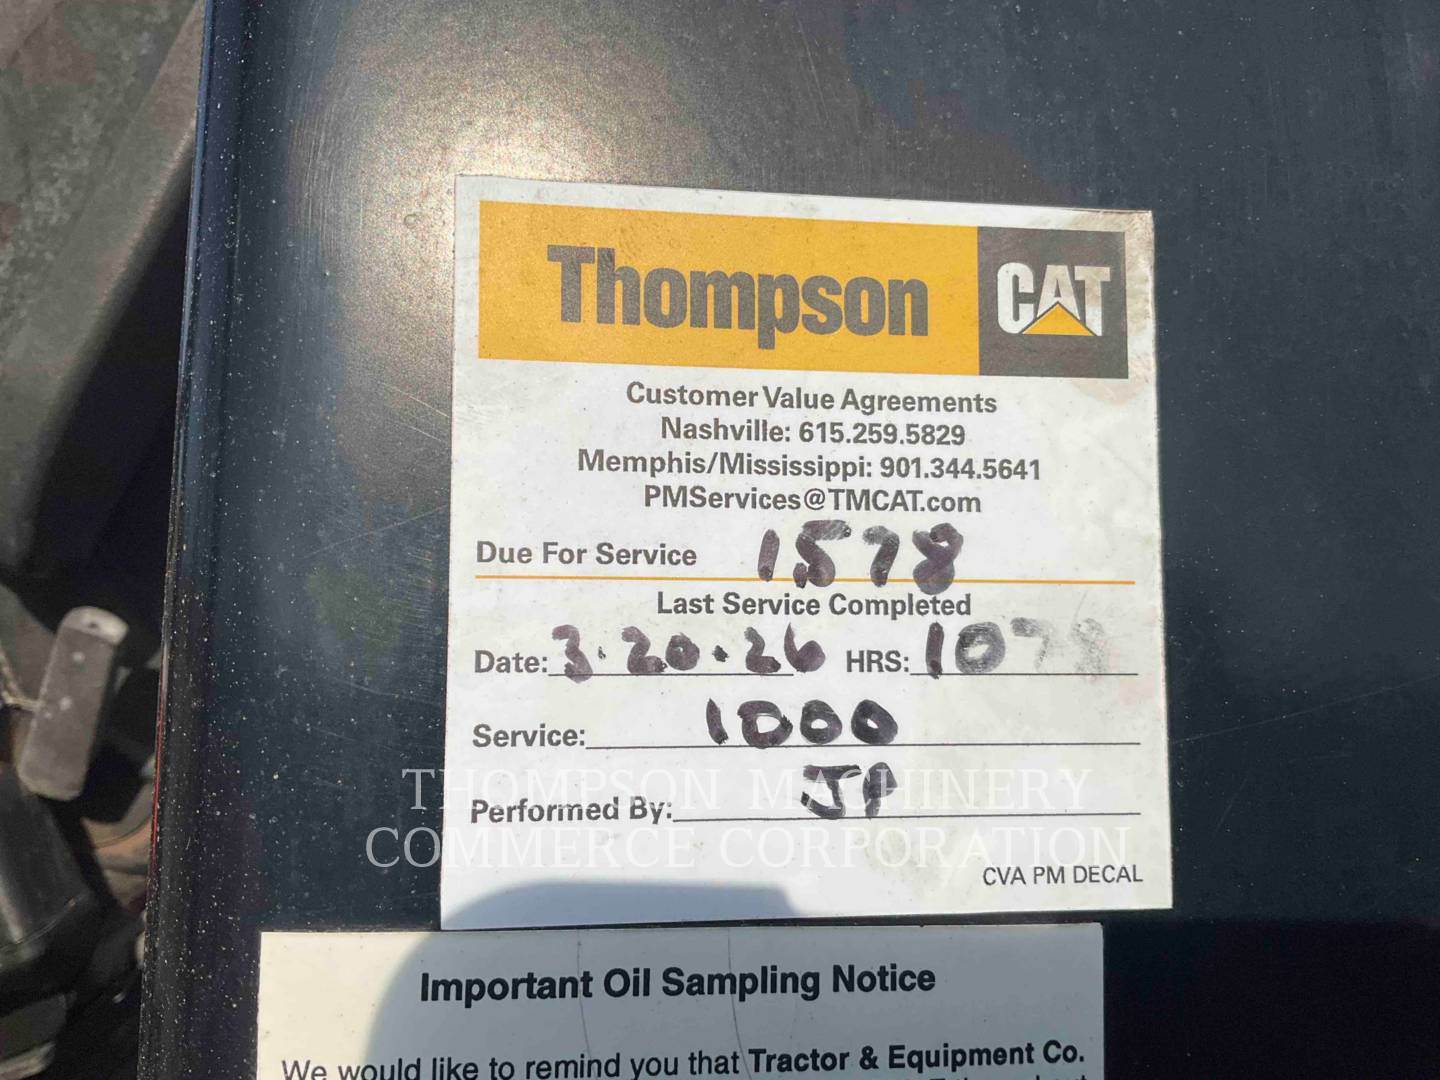 Thompson CAT
Customer Value Agreements
Nashville: 615.259.5829
Memphis/Mississippi: 901.344.5641
PMServices@TMCAT.com
Due For Service 1578
Last Service Completed
Date: 3.20.26 HRS: 1078
Service: 1000
THOMPSON MACHINERY
Performed By: JP
COMMERCE CORPORATION
CVA PM DECAL
Important Oil Sampling Notice
We would like to remind you that Tractor & Equipment Co.